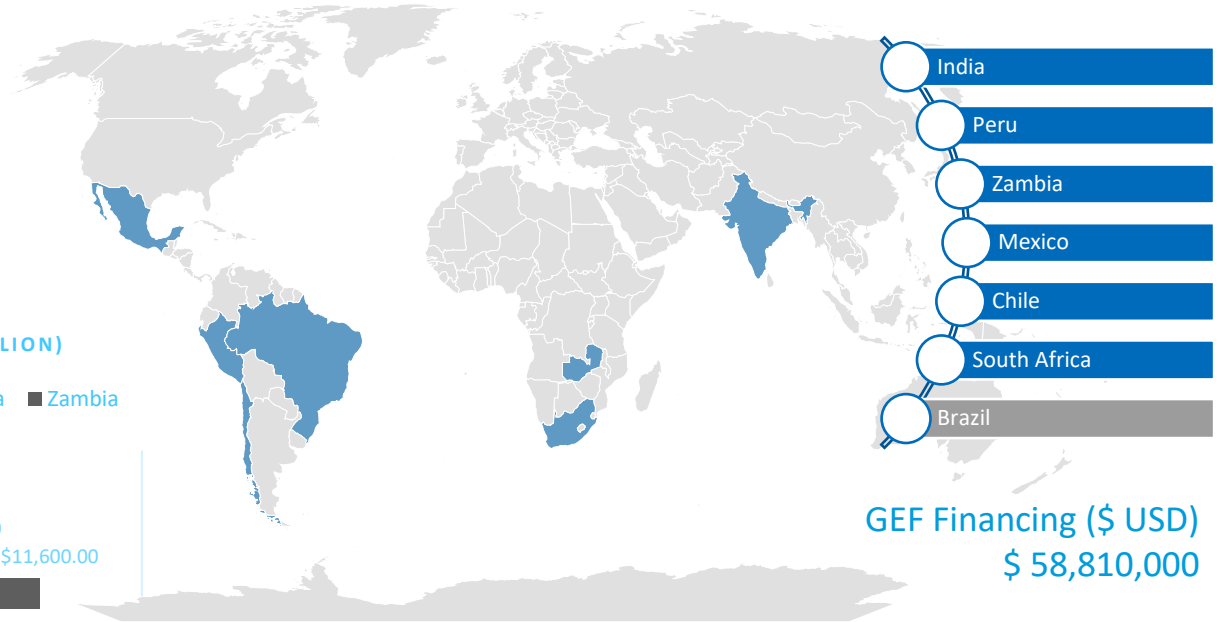 India
Peru
Zambia
Mexico
Chile
South Africa
Brazil
LION)
a Zambia
)
$11,600.00
GEF Financing ($ USD)
$ 58,810,000